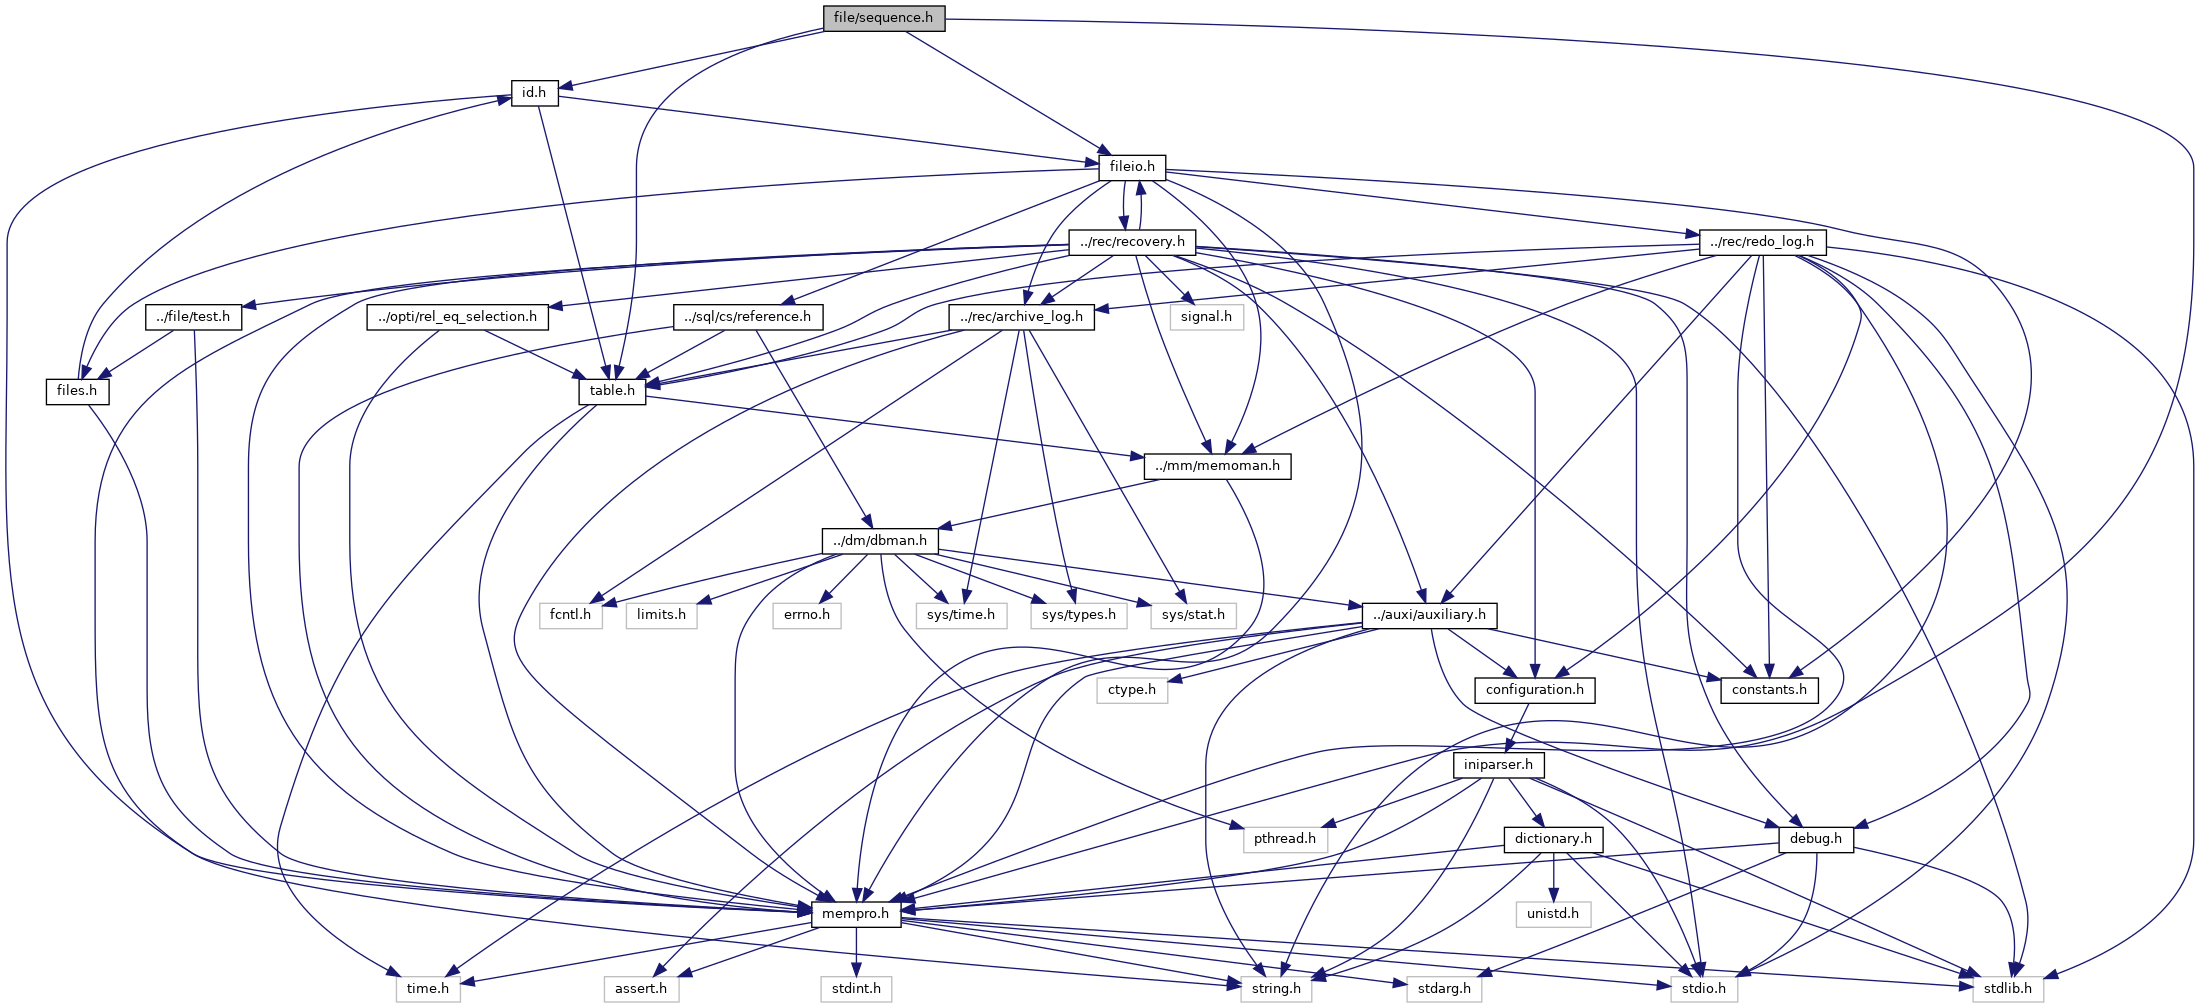 file/sequence.h
id.h
fileio.h
../rec/recovery.h
../rec/redo_log.h
../file/test.h
../opti/rel_eq_selection.h
../sql/cs/reference.h
../rec/archive_log.h
signal.h
files.h
table.h
../mm/memoman.h
../dm/dbman.h
fcntl.h
limits.h
errno.h
sys/time.h
sys/types.h
sys/stat.h
../auxi/auxiliary.h
ctype.h
configuration.h
constants.h
iniparser.h
pthread.h
dictionary.h
debug.h
mempro.h
unistd.h
time.h
assert.h
stdint.h
string.h
stdarg.h
stdio.h
stdlib.h